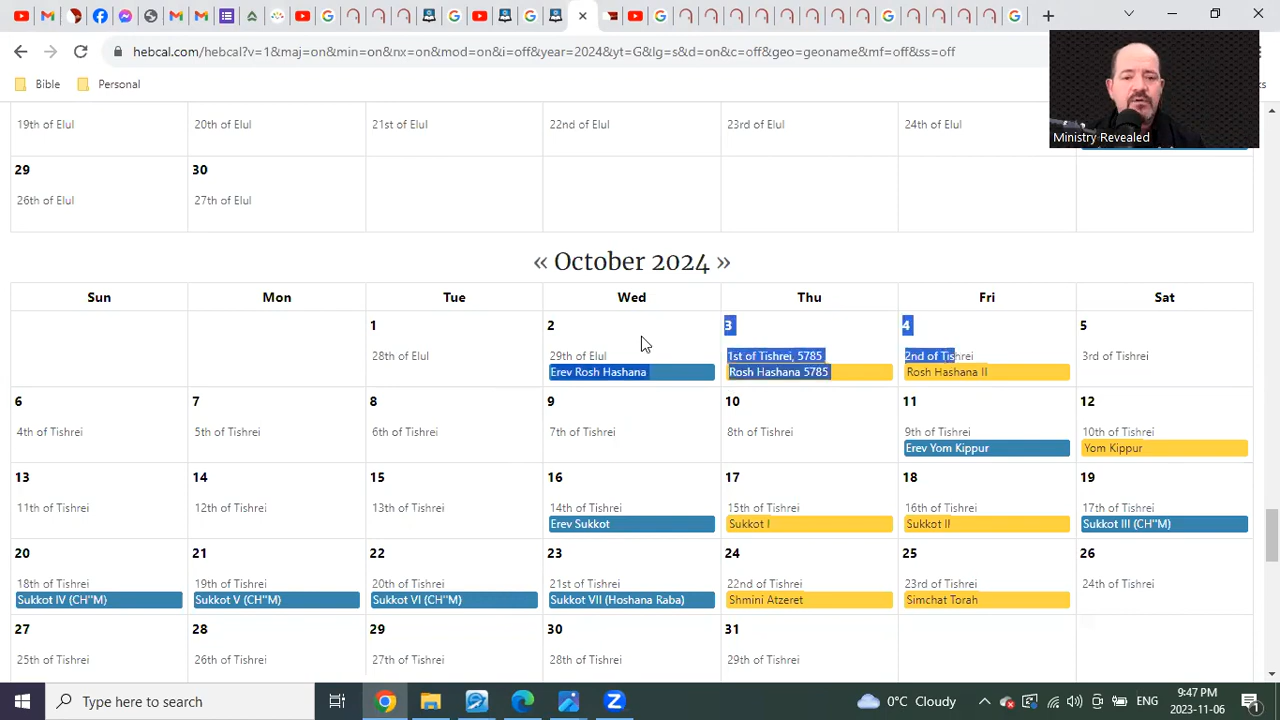 hebcal.com/hebcal?v=1&maj=on&min=on&nx=on&mod=on&i=off&year=2024&yt=G&lg=s&d=on&c=off&geo=geoname&mf=off&ss=off
Bible Personal
Ministry Revealed
19th of Elul 20th of Elul 21st of Elul 22nd of Elul 23rd of Elul 24th of Elul
29 30
26th of Elul 27th of Elul
« October 2024 »
Sun Mon Tue Wed Thu Fri Sat
1 2 3 4 5
28th of Elul 29th of Elul 1st of Tishrei, 5785 2nd of Tishrei 3rd of Tishrei
Erev Rosh Hashana Rosh Hashana 5785 Rosh Hashana II
6 7 8 9 10 11 12
4th of Tishrei 5th of Tishrei 6th of Tishrei 7th of Tishrei 8th of Tishrei 9th of Tishrei 10th of Tishrei
Erev Yom Kippur Yom Kippur
13 14 15 16 17 18 19
11th of Tishrei 12th of Tishrei 13th of Tishrei 14th of Tishrei 15th of Tishrei 16th of Tishrei 17th of Tishrei
Erev Sukkot Sukkot I Sukkot II Sukkot III (CH''M)
20 21 22 23 24 25 26
18th of Tishrei 19th of Tishrei 20th of Tishrei 21st of Tishrei 22nd of Tishrei 23rd of Tishrei 24th of Tishrei
Sukkot IV (CH''M) Sukkot V (CH''M) Sukkot VI (CH''M) Sukkot VII (Hoshana Raba) Shmini Atzeret Simchat Torah
27 28 29 30 31
25th of Tishrei 26th of Tishrei 27th of Tishrei 28th of Tishrei 29th of Tishrei
Type here to search
0°C Cloudy
ENG
9:47 PM
2023-11-06